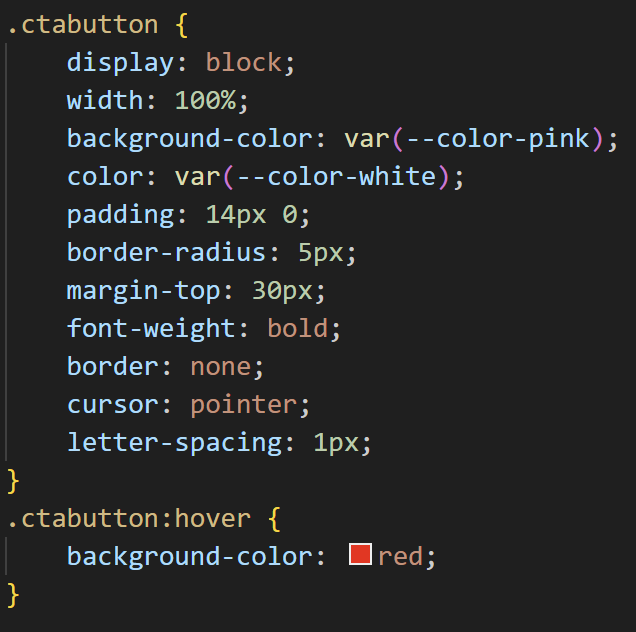 .ctabutton {
    display: block;
    width: 100%;
    background-color: var(--color-pink);
    color: var(--color-white);
    padding: 14px 0;
    border-radius: 5px;
    margin-top: 30px;
    font-weight: bold;
    border: none;
    cursor: pointer;
    letter-spacing: 1px;
}
.ctabutton:hover {
    background-color: red;
}